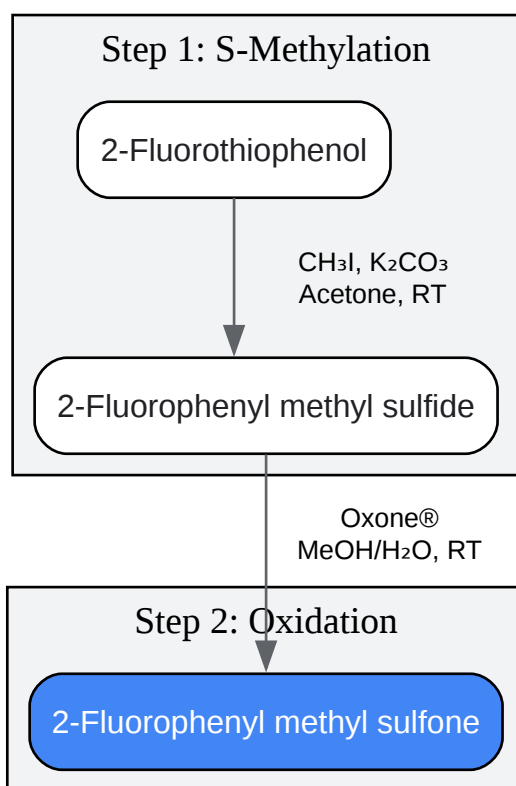 Step 1: S-Methylation
2-Fluorothiophenol
CH₃I, K₂CO₃
Acetone, RT
2-Fluorophenyl methyl sulfide
Oxone®
MeOH/H₂O, RT
Step 2: Oxidation
2-Fluorophenyl methyl sulfone